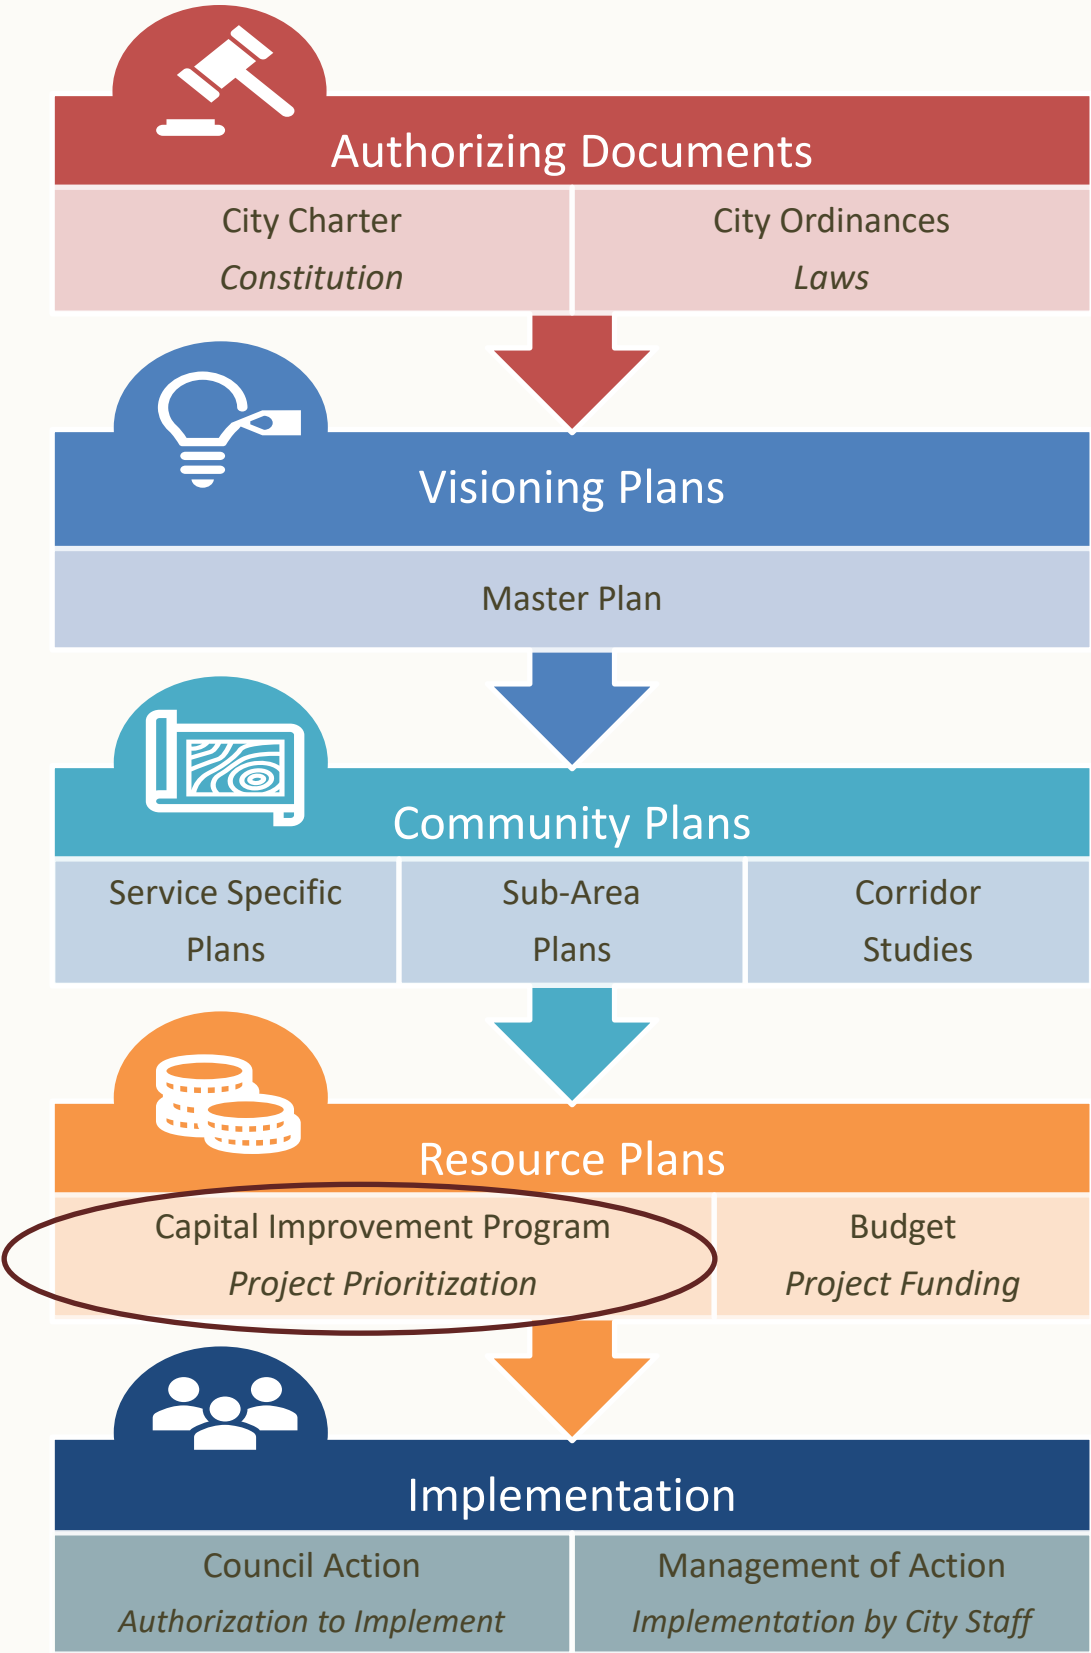 Authorizing Documents
City Charter
Constitution
City Ordinances
Laws
Visioning Plans
Master Plan
Community Plans
Service Specific
Plans
Sub-Area
Plans
Corridor
Studies
Resource Plans
Capital Improvement Program
Project Prioritization
Budget
Project Funding
Implementation
Council Action
Authorization to Implement
Management of Action
Implementation by City Staff